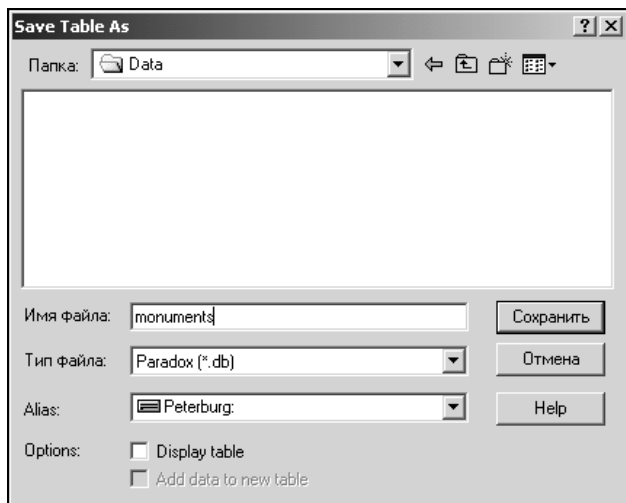 Save Table As
Папка: Data
Имя файла: monuments Сохранить
Тип файла: Paradox (*.db) Отмена
Alias: Peterburg: Help
Options: Display table
Add data to new table